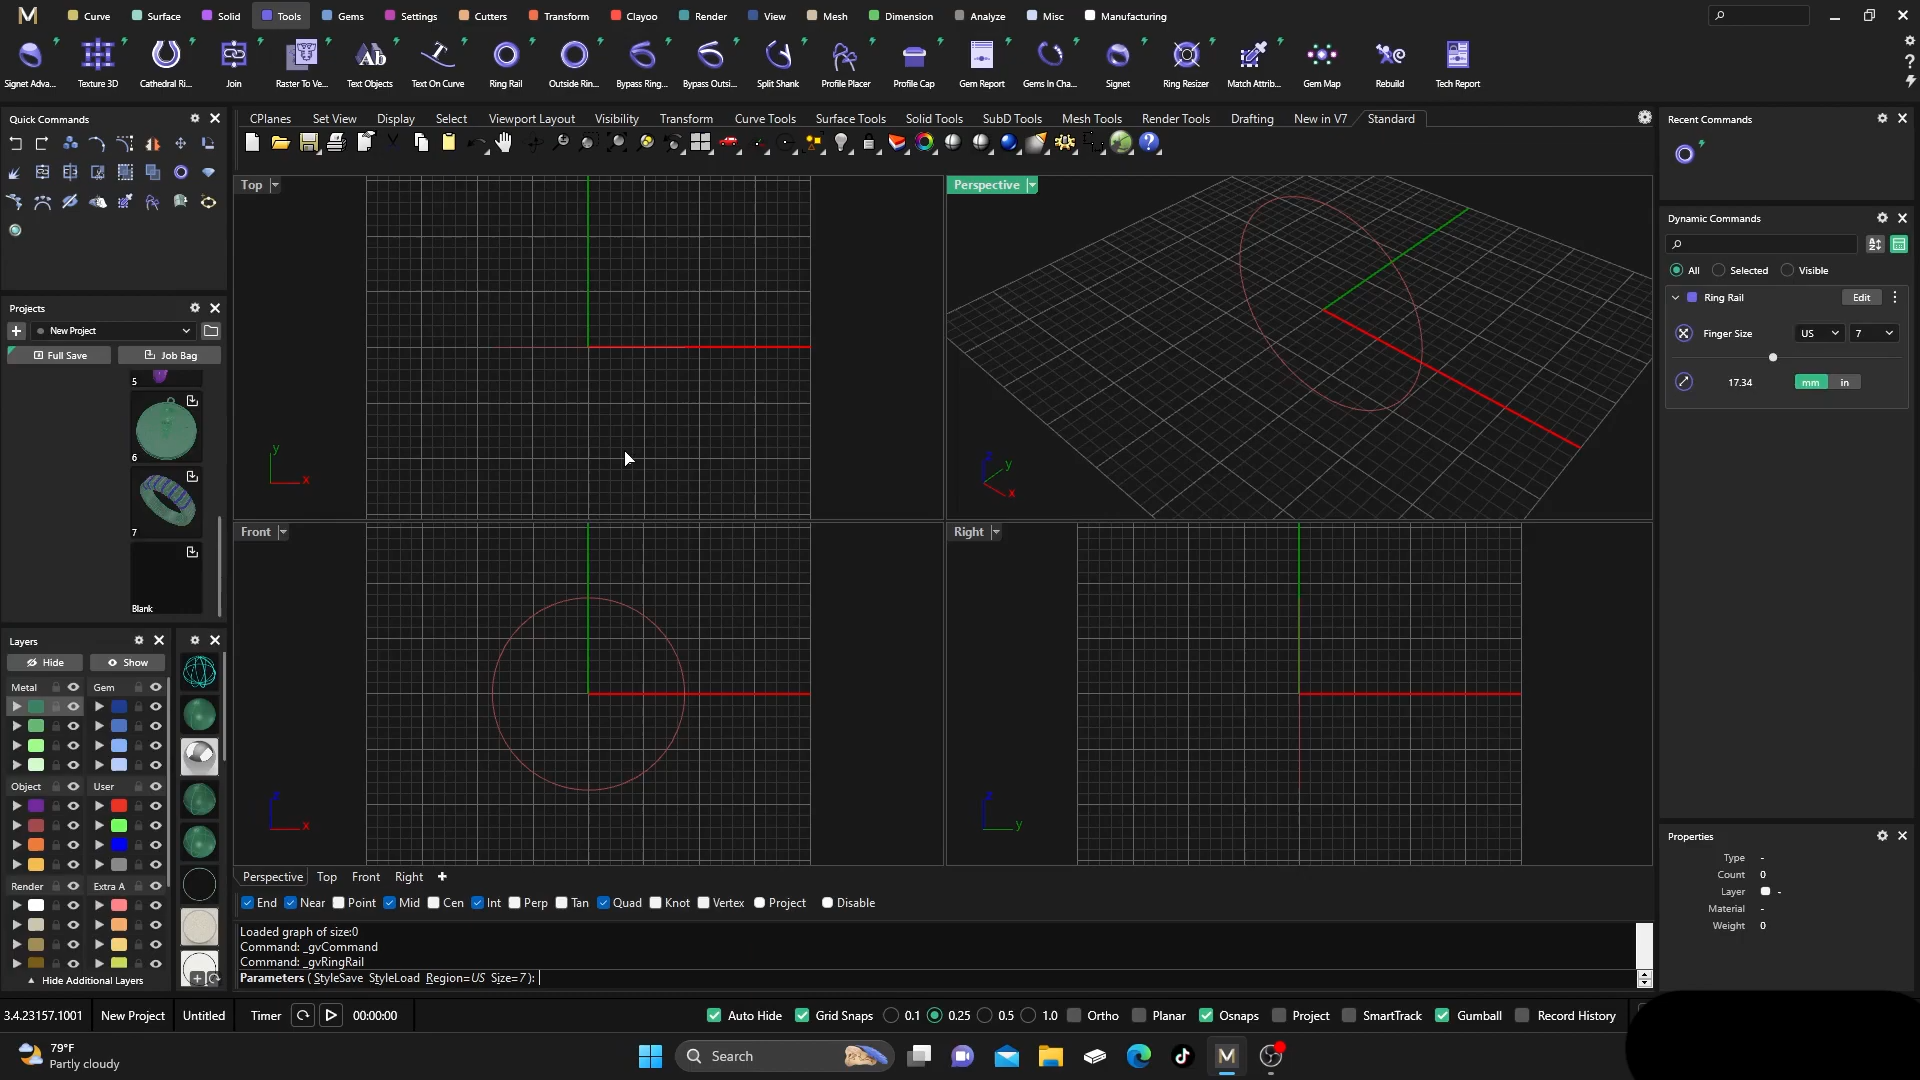 M Curve Surface Solid Tools Gems Settings Cutters Transform Clayoo Render View Mesh Dimension Analyze Misc Manufacturing
Signet Adva... Texture 3D Cathedral Ri... Join Raster To Ve... Text Objects Text On Curve Ring Rail Outside Rin... Bypass Ring... Bypass Outsi... Split Shank Profile Placer Profile Cap Gem Report Gems In Cha... Signet Ring Resizer Match Attrib... Gem Map Rebuild Tech Report
Quick Commands
CPlanes Set View Display Select Viewport Layout Visibility Transform Curve Tools Surface Tools Solid Tools SubD Tools Mesh Tools Render Tools Drafting New in V7 Standard
Recent Commands
Top
Perspective
Dynamic Commands
All Selected Visible
Ring Rail Edit
Finger Size US 7
17.34 mm in
Projects
New Project
Full Save Job Bag
5
6
7
Blank
y
x
z
y
x
Front
Right
z
x
z
y
Layers
Hide Show
Metal Gem
Object User
Render Extra A
Hide Additional Layers
Properties
Type -
Count 0
Layer -
Material -
Weight 0
Perspective Top Front Right
End Near Point Mid Cen Int Perp Tan Quad Knot Vertex Project Disable
Loaded graph of size:0
Command: _gvCommand
Command: _gvRingRail
Parameters ( StyleSave StyleLoad Region=US Size=7 ):
3.4.23157.1001 New Project Untitled Timer 00:00:00 Auto Hide Grid Snaps 0.1 0.25 0.5 1.0 Ortho Planar Osnaps Project SmartTrack Gumball Record History
79°F
Partly cloudy
Search